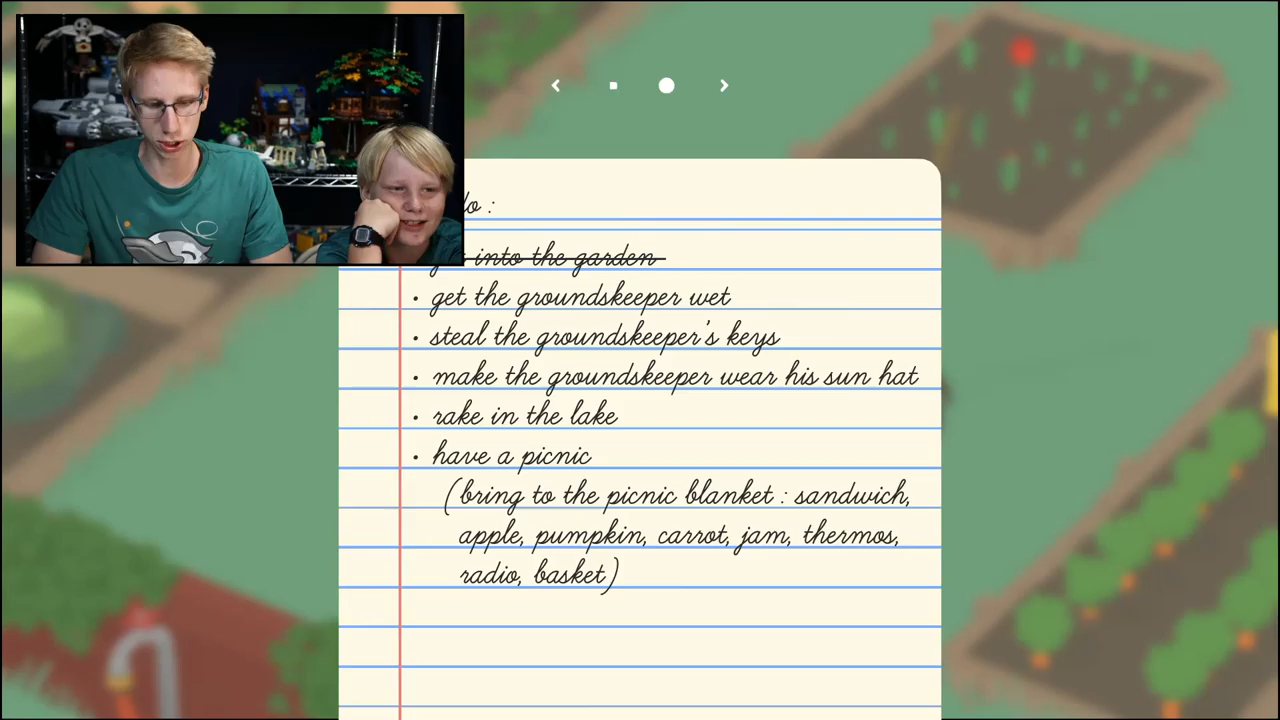 do :
into the garden
• get the groundskeeper wet
• steal the groundskeeper's keys
• make the groundskeeper wear his sun hat
• rake in the lake
• have a picnic
(bring to the picnic blanket : sandwich,
apple, pumpkin, carrot, jam, thermos,
radio, basket)